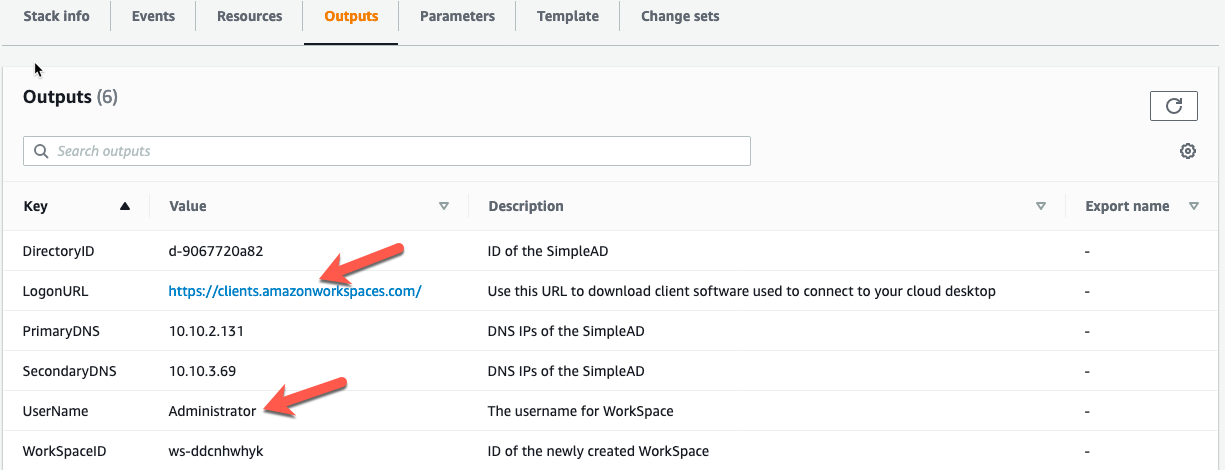 Stack info Events Resources Outputs Parameters Template Change sets
Outputs (6)
Search outputs
Key Value Description Export name
DirectoryID d-9067720a82 ID of the SimpleAD -
LogonURL https://clients.amazonworkspaces.com/ Use this URL to download client software used to connect to your cloud desktop -
PrimaryDNS 10.10.2.131 DNS IPs of the SimpleAD -
SecondaryDNS 10.10.3.69 DNS IPs of the SimpleAD -
UserName Administrator The username for WorkSpace -
WorkSpaceID ws-ddcnhwhyk ID of the newly created WorkSpace -